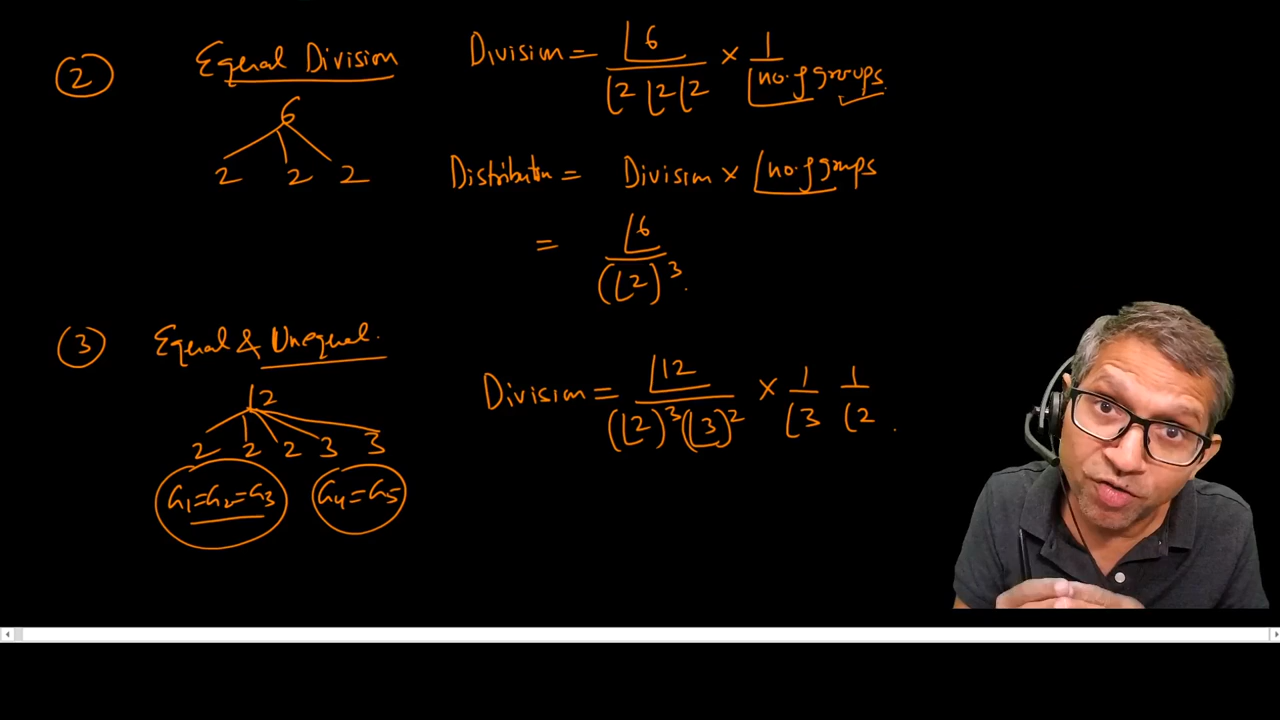 ② Equal Division
6
2 2 2
Division = ⌊6 / ⌊2 ⌊2 ⌊2 × 1 / ⌊no. of groups
Distributn = Division × ⌊no. of groups
= ⌊6 / (⌊2)³.
③ Equal & Unequal.
12
2 2 2 3 3
G1=G2=G3 G4=G5
Division = ⌊12 / (⌊2)³(⌊3)² × 1/⌊3 1/⌊2 .